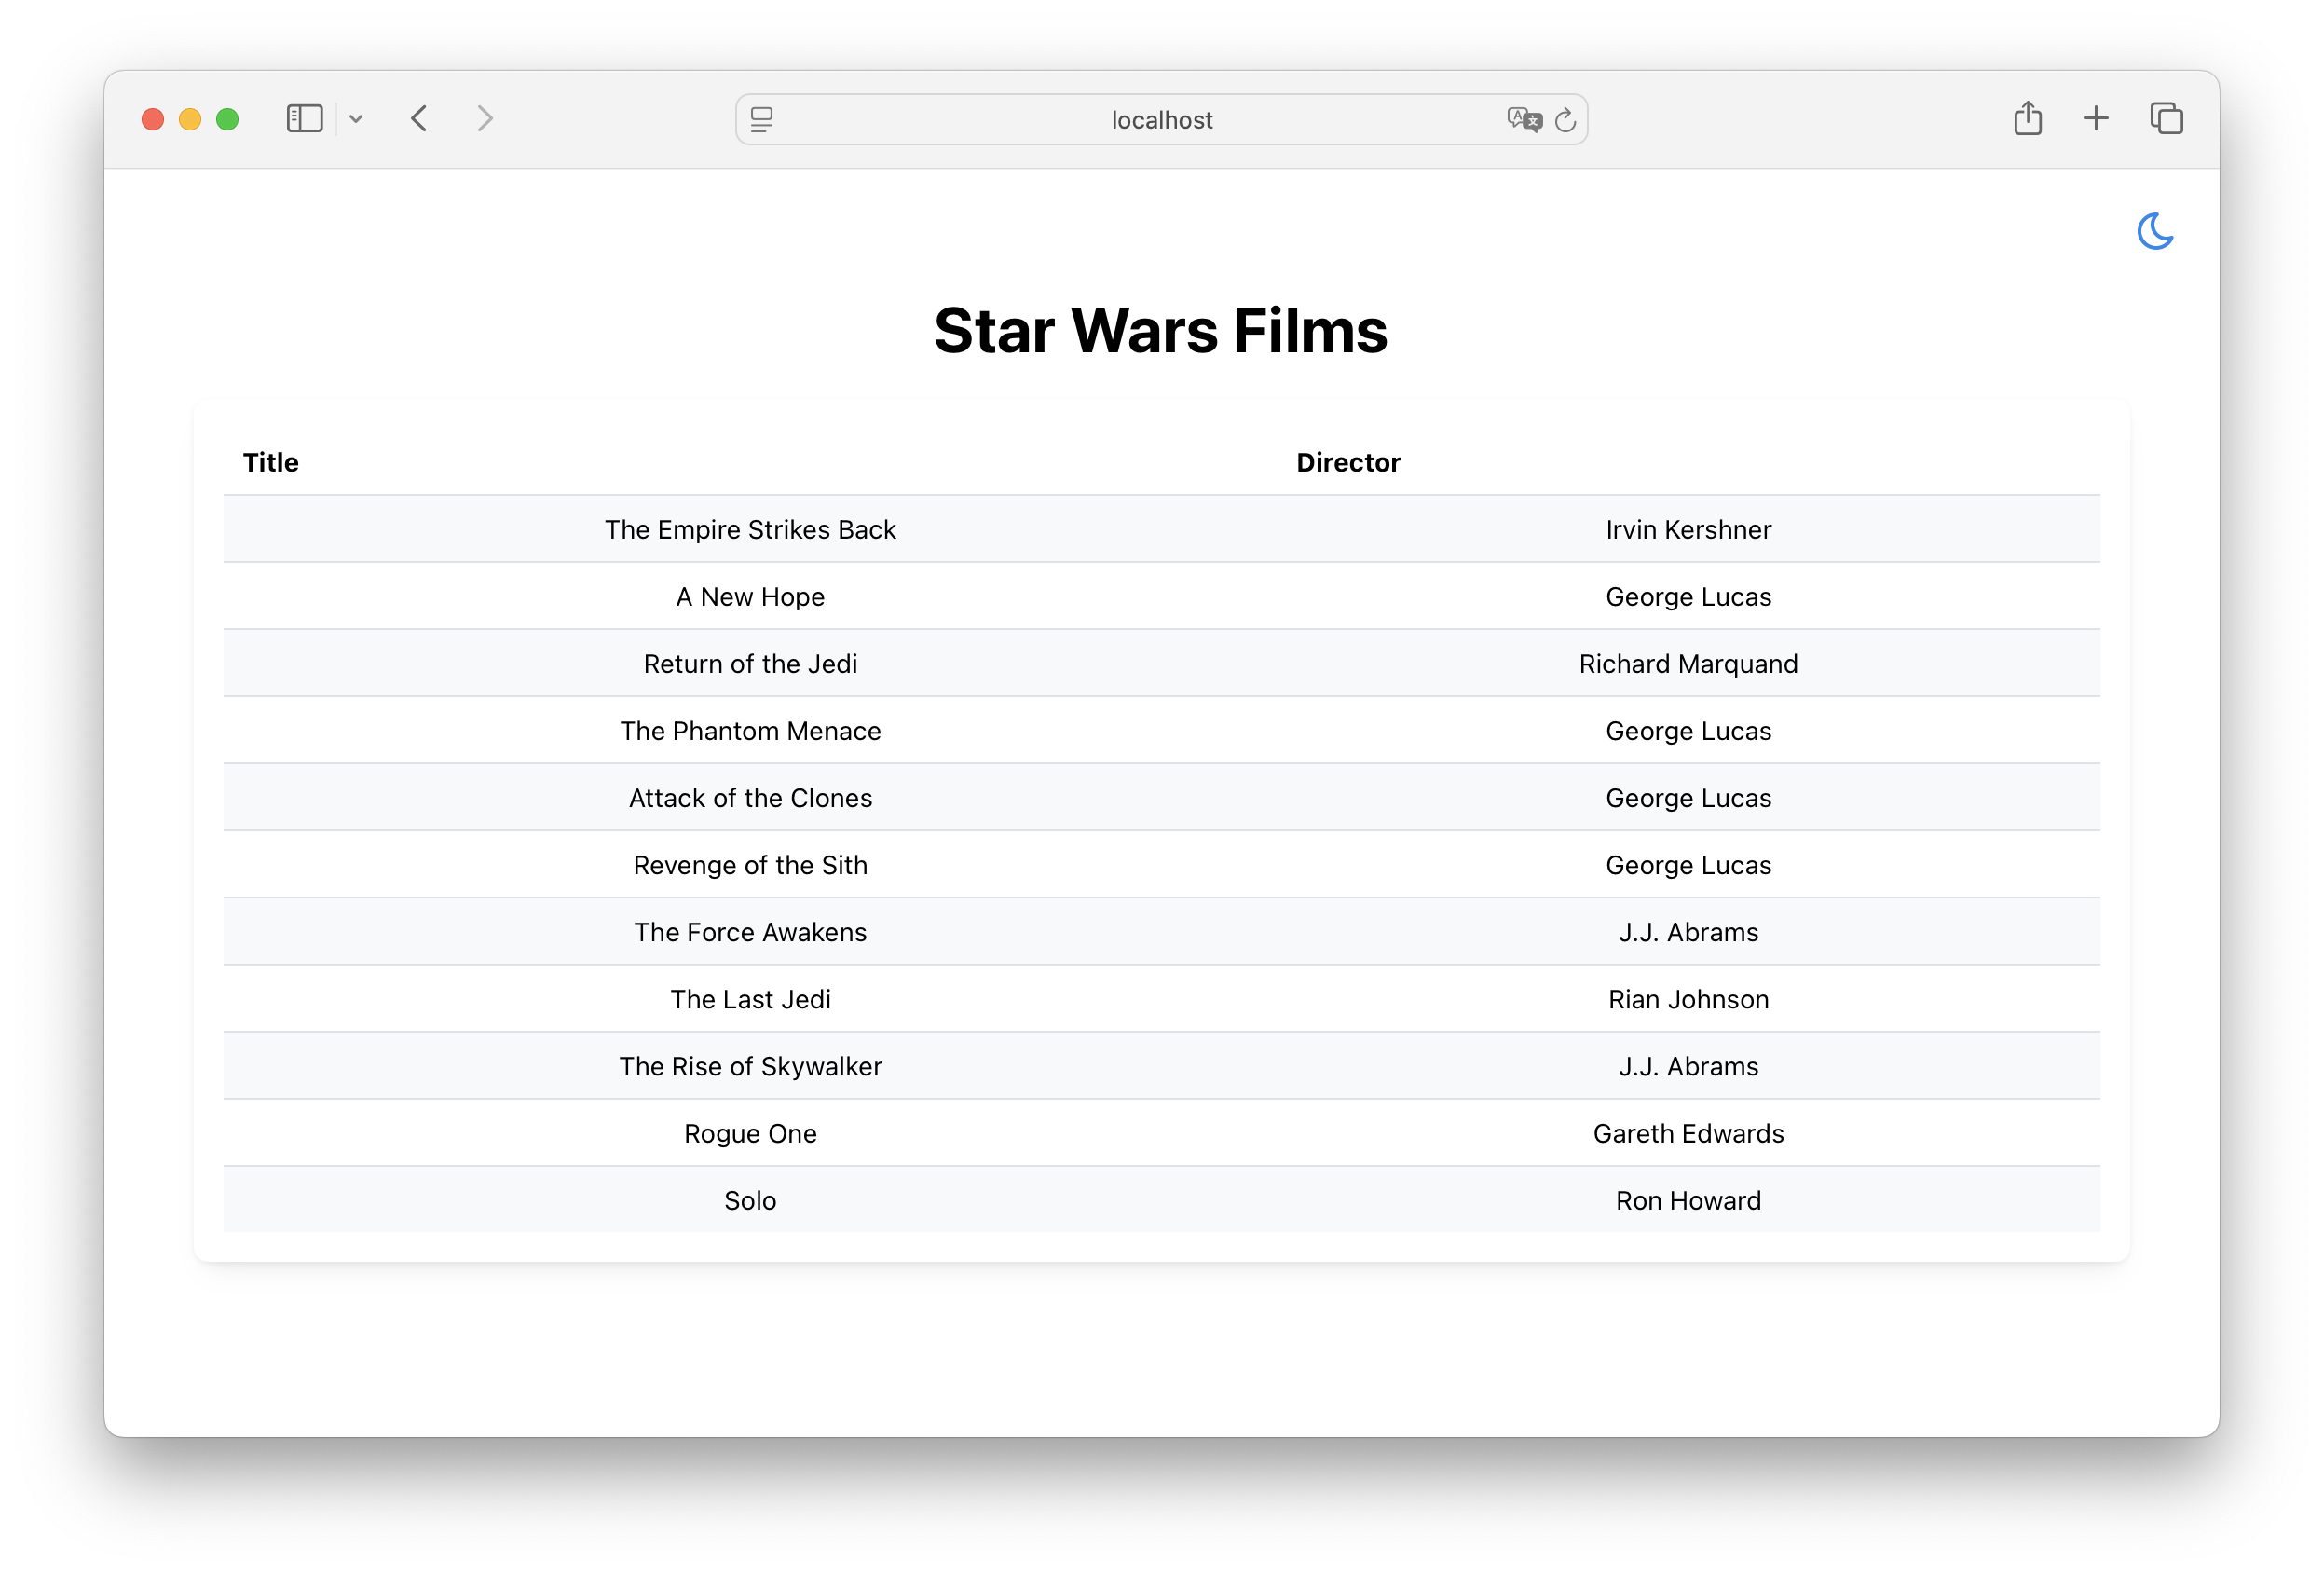 localhost
Star Wars Films
Title Director
The Empire Strikes Back Irvin Kershner
A New Hope George Lucas
Return of the Jedi Richard Marquand
The Phantom Menace George Lucas
Attack of the Clones George Lucas
Revenge of the Sith George Lucas
The Force Awakens J.J. Abrams
The Last Jedi Rian Johnson
The Rise of Skywalker J.J. Abrams
Rogue One Gareth Edwards
Solo Ron Howard